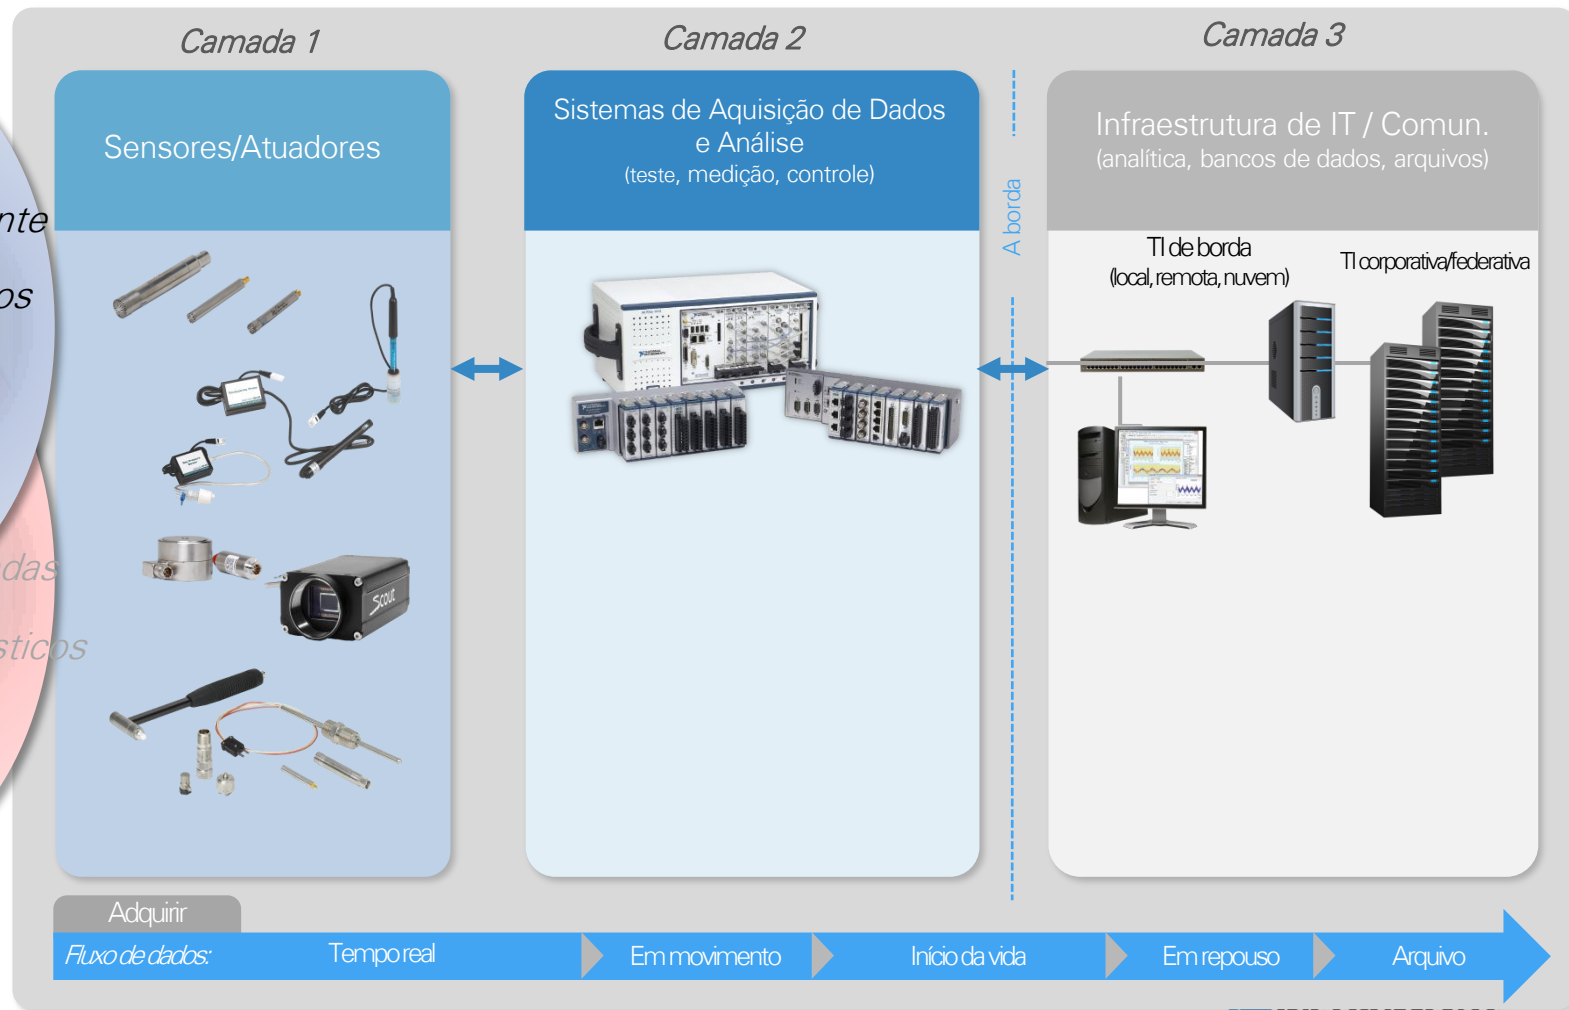 Camada 1
Camada 2
Camada 3
Sensores/Atuadores
Sistemas de Aquisição de Dados
e Análise
(teste, medição, controle)
A borda
Infraestrutura de IT / Comun.
(analítica, bancos de dados, arquivos)
TI de borda
(local, remota, nuvem)
TI corporativa/federativa
nte
os
das
sticos
scout
Adquirir
Fluxo de dados:
Tempo real
Em movimento
Início da vida
Em repouso
Arquivo